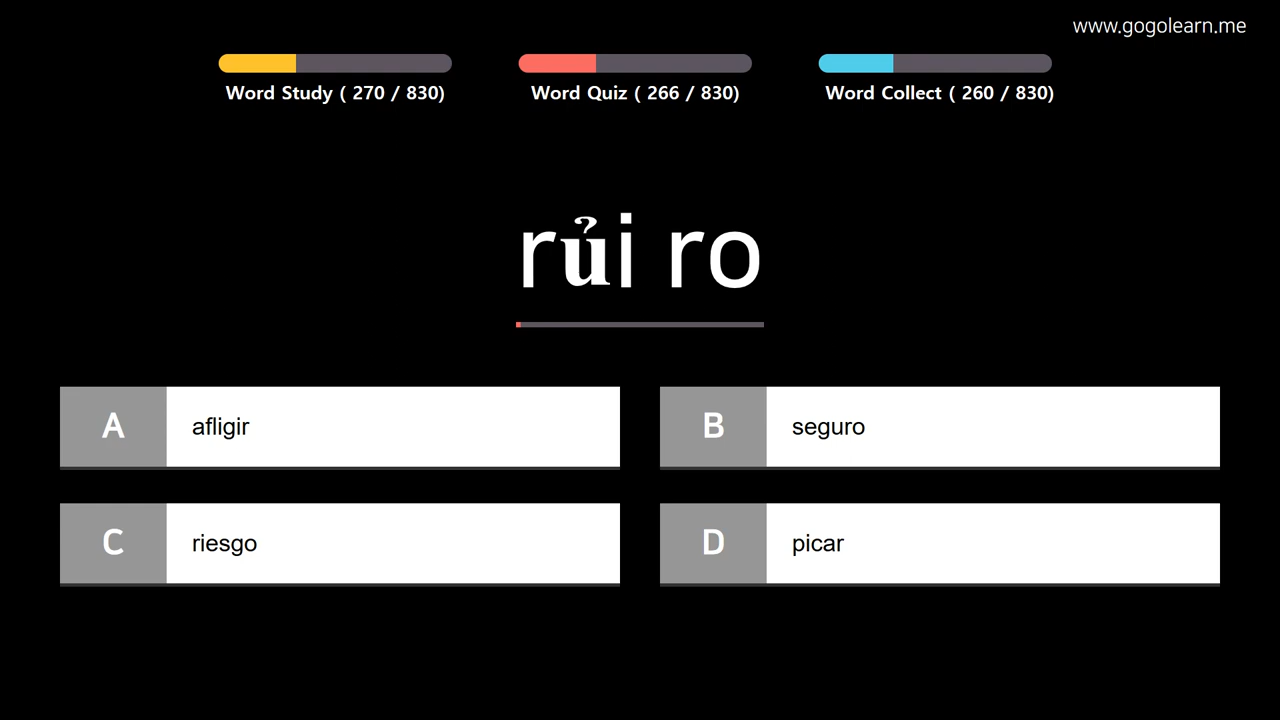 www.gogolearn.me
Word Study ( 270 / 830)
Word Quiz ( 266 / 830)
Word Collect ( 260 / 830)
rủi ro
A afligir
B seguro
C riesgo
D picar